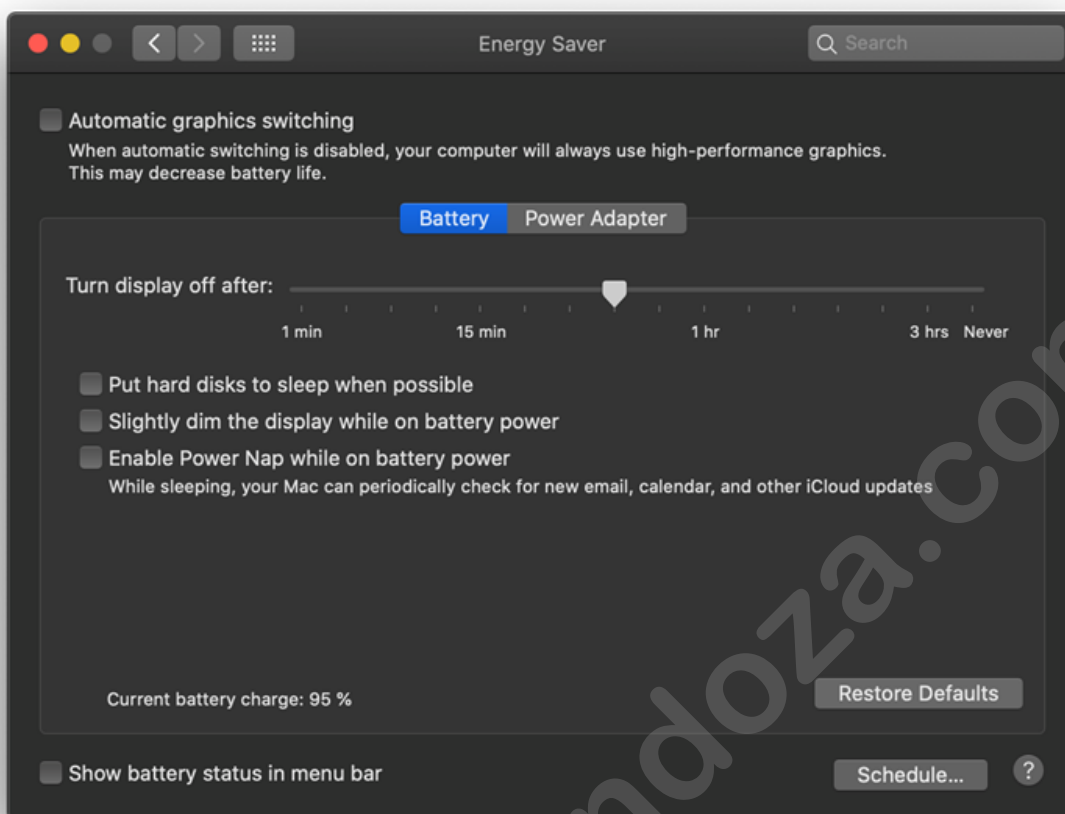 Energy Saver
Search
Automatic graphics switching
When automatic switching is disabled, your computer will always use high-performance graphics.
This may decrease battery life.
Battery Power Adapter
Turn display off after:
1 min 15 min 1 hr 3 hrs Never
Put hard disks to sleep when possible
Slightly dim the display while on battery power
Enable Power Nap while on battery power
While sleeping, your Mac can periodically check for new email, calendar, and other iCloud updates
Current battery charge: 95 %
Restore Defaults
Show battery status in menu bar
Schedule... ?